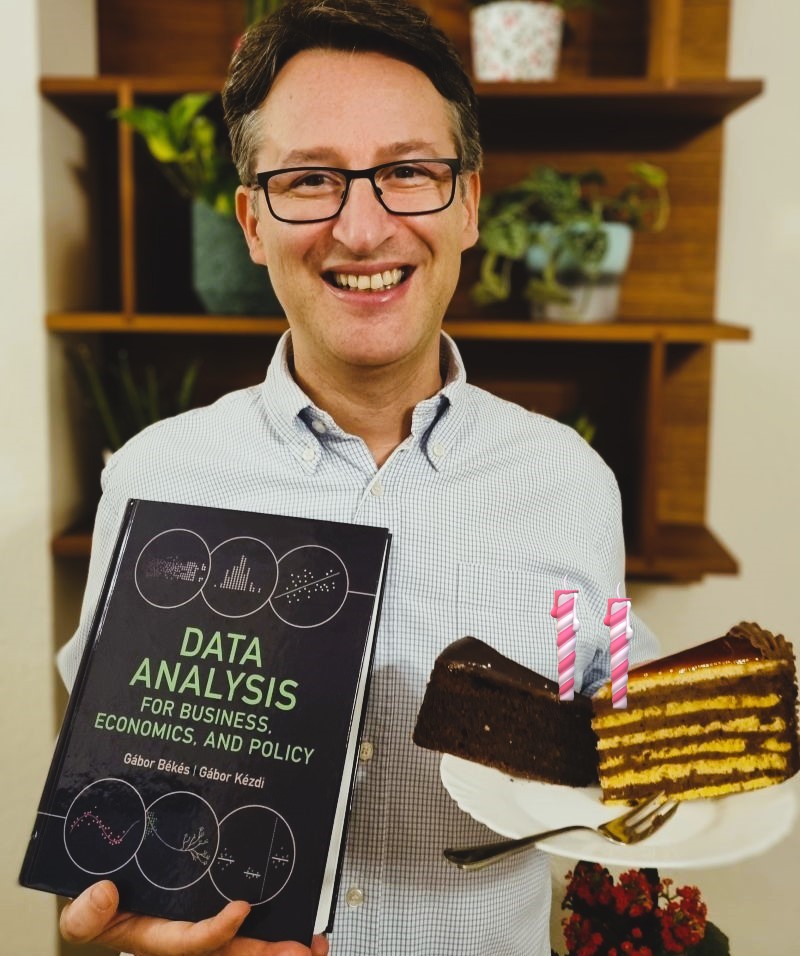 DATA
ANALYSIS
FOR BUSINESS,
ECONOMICS, AND POLICY
Gábor Békés | Gábor Kézdi